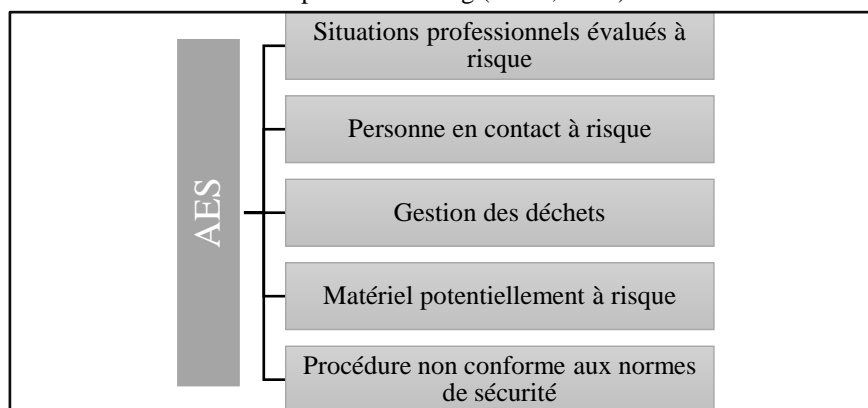 Situations professionnels évalués à
risque
Personne en contact à risque
AES
Gestion des déchets
Matériel potentiellement à risque
Procédure non conforme aux normes
de sécurité